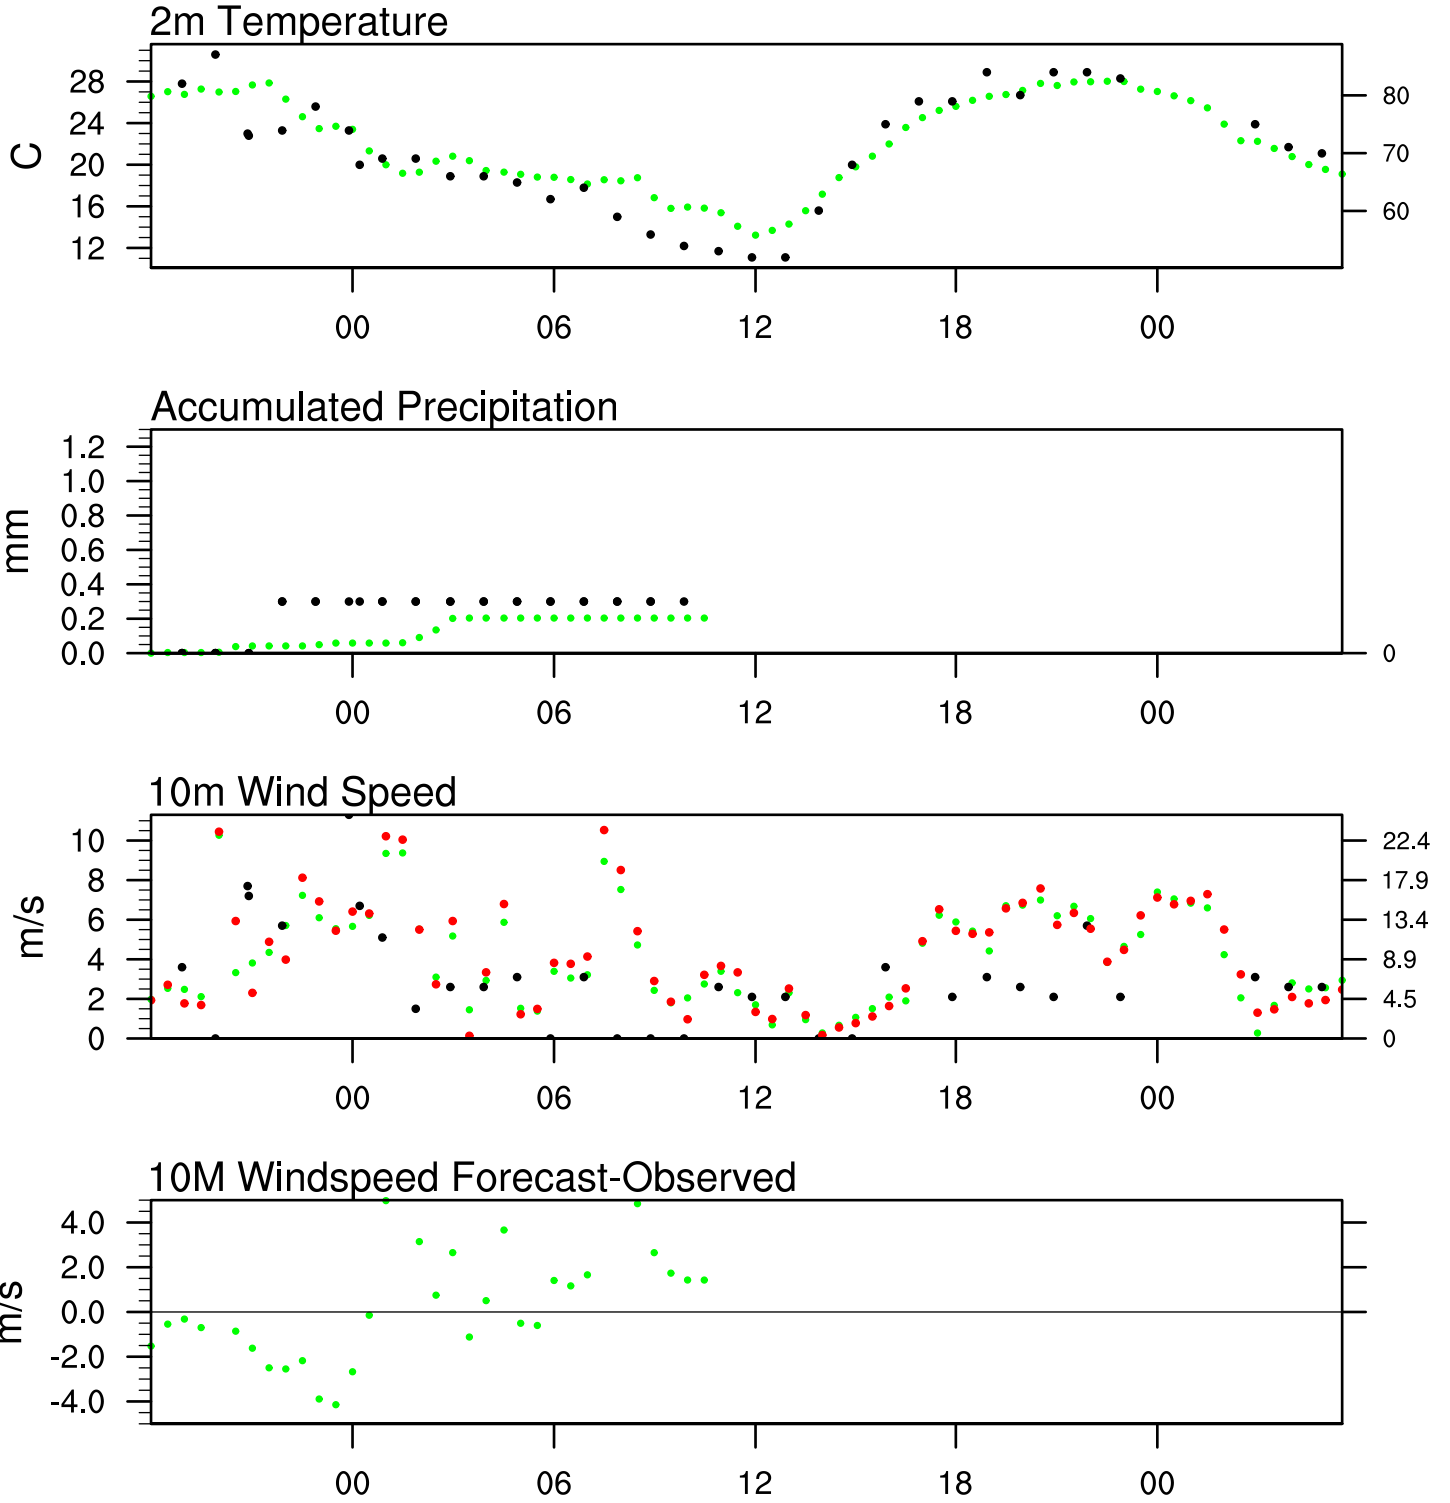 2m Temperature
28
24
20
16
12
C
80
70
60
00 06 12 18 00
Accumulated Precipitation
1.2
1.0
0.8
0.6
0.4
0.2
0.0
mm
0
00 06 12 18 00
10m Wind Speed
10
8
6
4
2
0
m/s
22.4
17.9
13.4
8.9
4.5
0
00 06 12 18 00
10M Windspeed Forecast-Observed
4.0
2.0
0.0
-2.0
-4.0
m/s
00 06 12 18 00